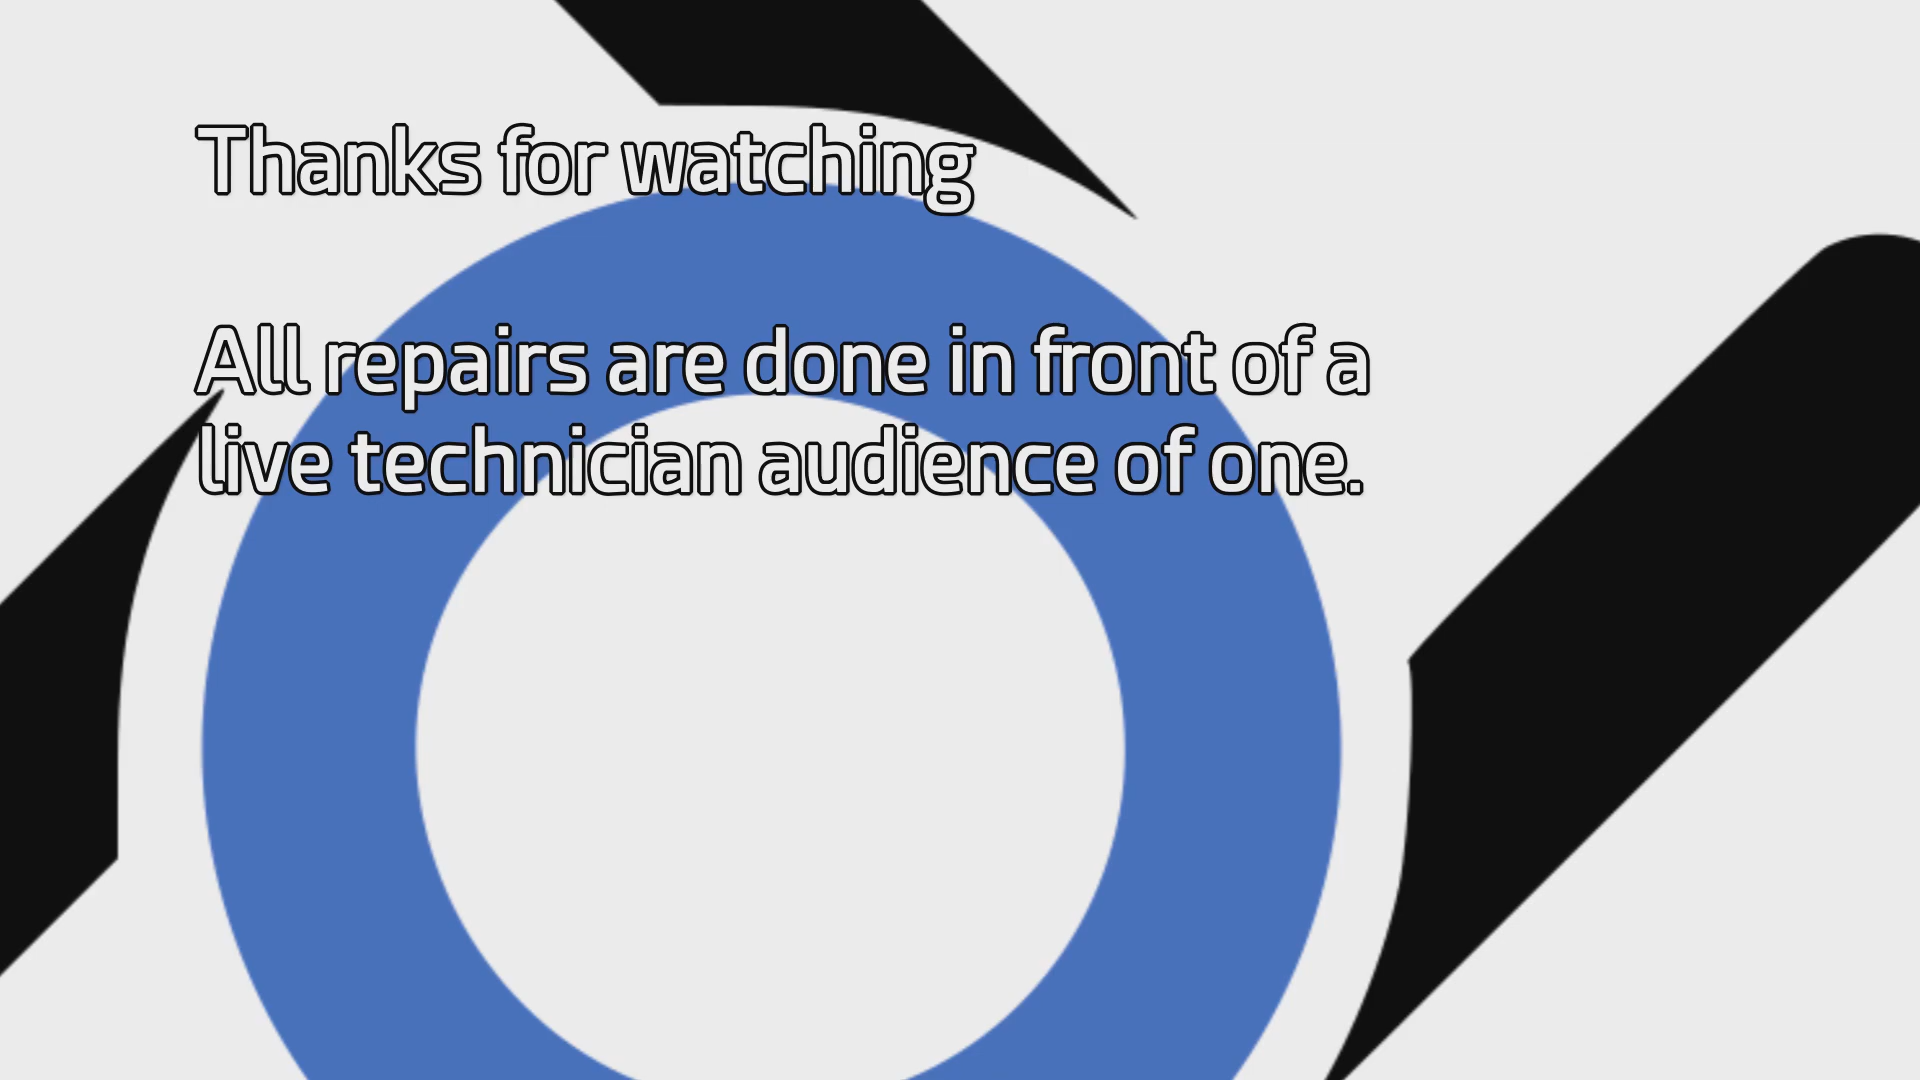 Thanks for watching
All repairs are done in front of a
live technician audience of one.